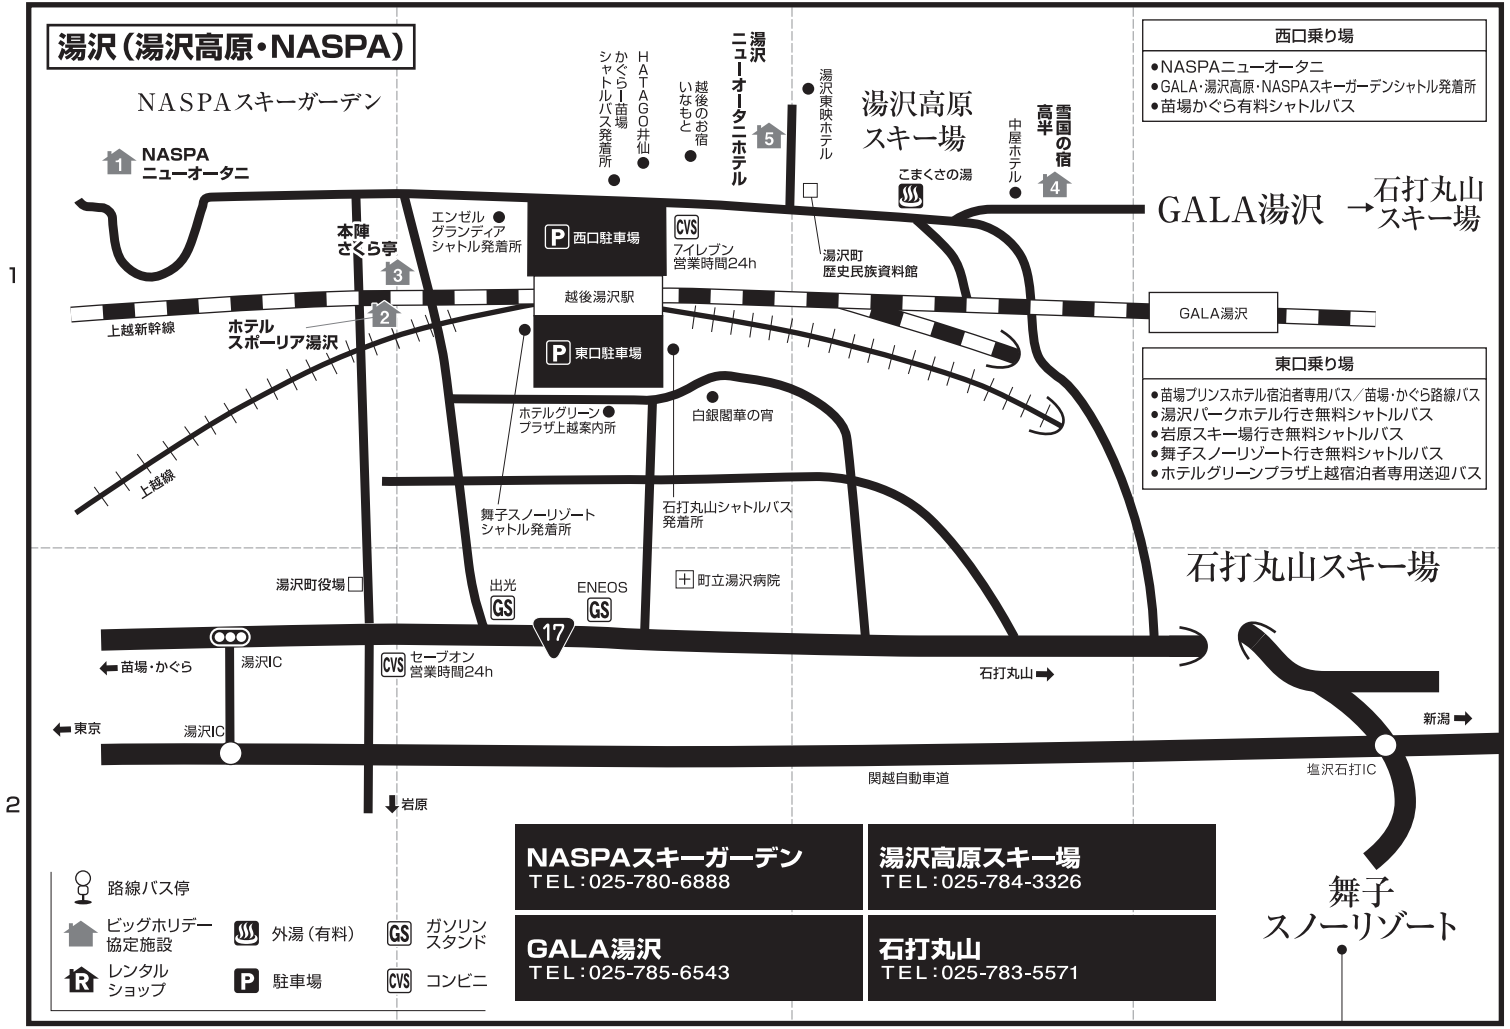 湯沢（湯沢高原・NASPA）
NASPAスキーガーデン
1
NASPA
ニューオータニ
かぐら⇔苗場
シャトルバス発着所
HATAGO井仙
越後のお宿
いなもと
湯沢
ニューオータニホテル
5
湯沢東映ホテル
湯沢高原
スキー場
こまくさの湯
中屋ホテル
雪国の宿
高半
4
西口乗り場
●NASPAニューオータニ
●GALA・湯沢高原・NASPAスキーガーデンシャトル発着所
●苗場かぐら有料シャトルバス
GALA湯沢
→石打丸山
スキー場
本陣
さくら亭
3
エンゼル
グランディア
シャトル発着所
P 西口駐車場
CVS
7イレブン
営業時間24h
湯沢町
歴史民族資料館
1
上越新幹線
ホテル
スポーリア湯沢
2
越後湯沢駅
GALA湯沢
P 東口駐車場
東口乗り場
●苗場プリンスホテル宿泊者専用バス／苗場・かぐら路線バス
●湯沢パークホテル行き無料シャトルバス
●岩原スキー場行き無料シャトルバス
●舞子スノーリゾート行き無料シャトルバス
●ホテルグリーンプラザ上越宿泊者専用送迎バス
ホテルグリーン
プラザ上越案内所
白銀閣華の宵
上越線
舞子スノーリゾート
シャトル発着所
石打丸山シャトルバス
発着所
石打丸山スキー場
湯沢町役場
出光
GS
ENEOS
GS
町立湯沢病院
17
←苗場・かぐら
湯沢IC
CVS
セーブオン
営業時間24h
石打丸山→
←東京
湯沢IC
新潟→
関越自動車道
塩沢石打IC
2
↓岩原
舞子
スノーリゾート
NASPAスキーガーデン
TEL:025-780-6888
湯沢高原スキー場
TEL:025-784-3326
GALA湯沢
TEL:025-785-6543
石打丸山
TEL:025-783-5571
路線バス停
ビッグホリデー
協定施設
外湯（有料）
GS
ガソリン
スタンド
R
レンタル
ショップ
P
駐車場
CVS
コンビニ